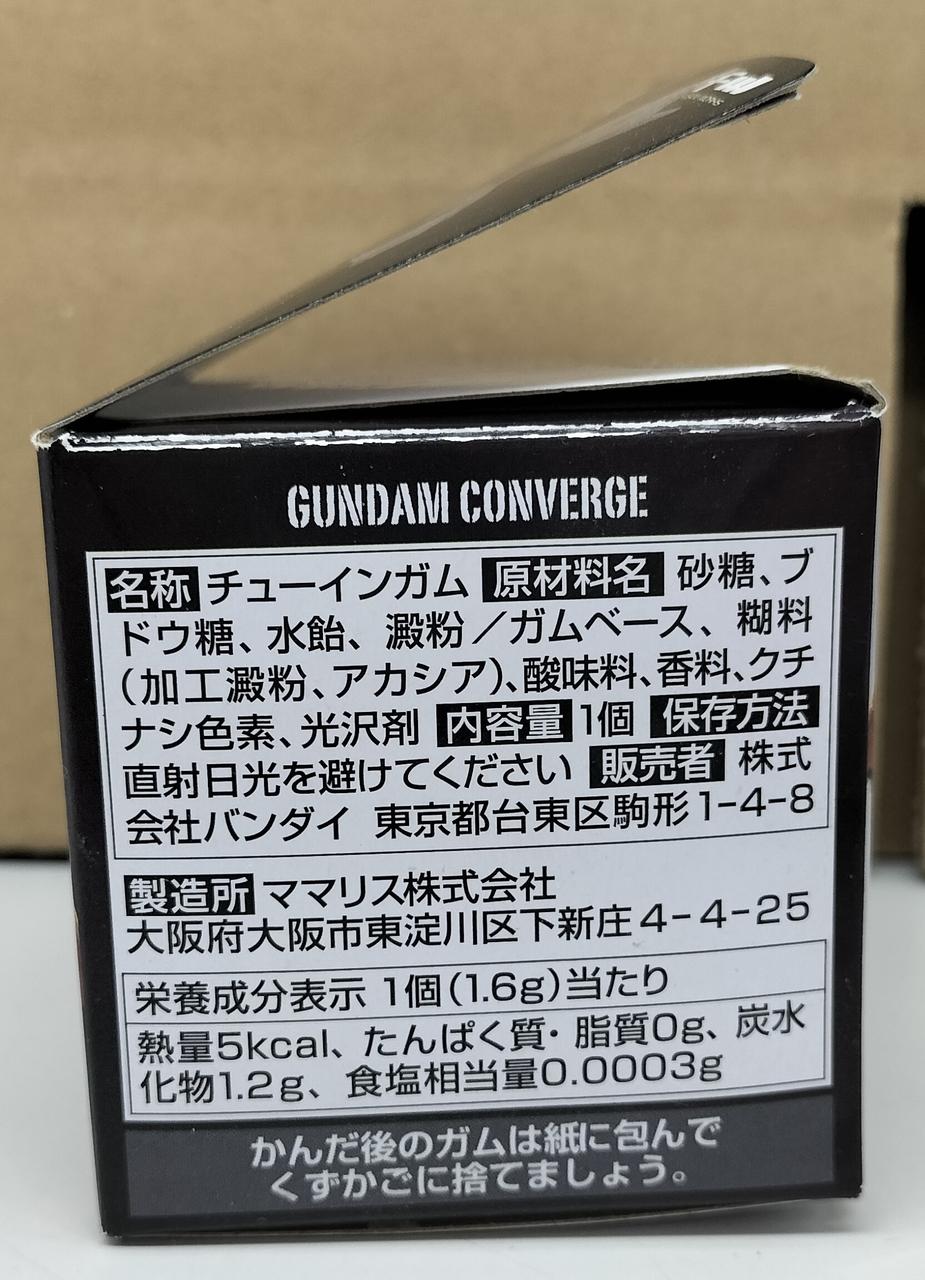 GUNDAM CONVERGE
名称 チューインガム 原材料名 砂糖、ブ
ドウ糖、水飴、澱粉／ガムベース、糊料
(加工澱粉、アカシア)、酸味料、香料、クチ
ナシ色素、光沢剤 内容量 1個 保存方法
直射日光を避けてください 販売者 株式
会社バンダイ 東京都台東区駒形1-4-8
製造所 ママリス株式会社
大阪府大阪市東淀川区下新庄4-4-25
栄養成分表示 1個(1.6g)当たり
熱量5kcal、たんぱく質・脂質0g、炭水
化物1.2g、食塩相当量0.0003g
かんだ後のガムは紙に包んで
くずかごに捨てましょう。